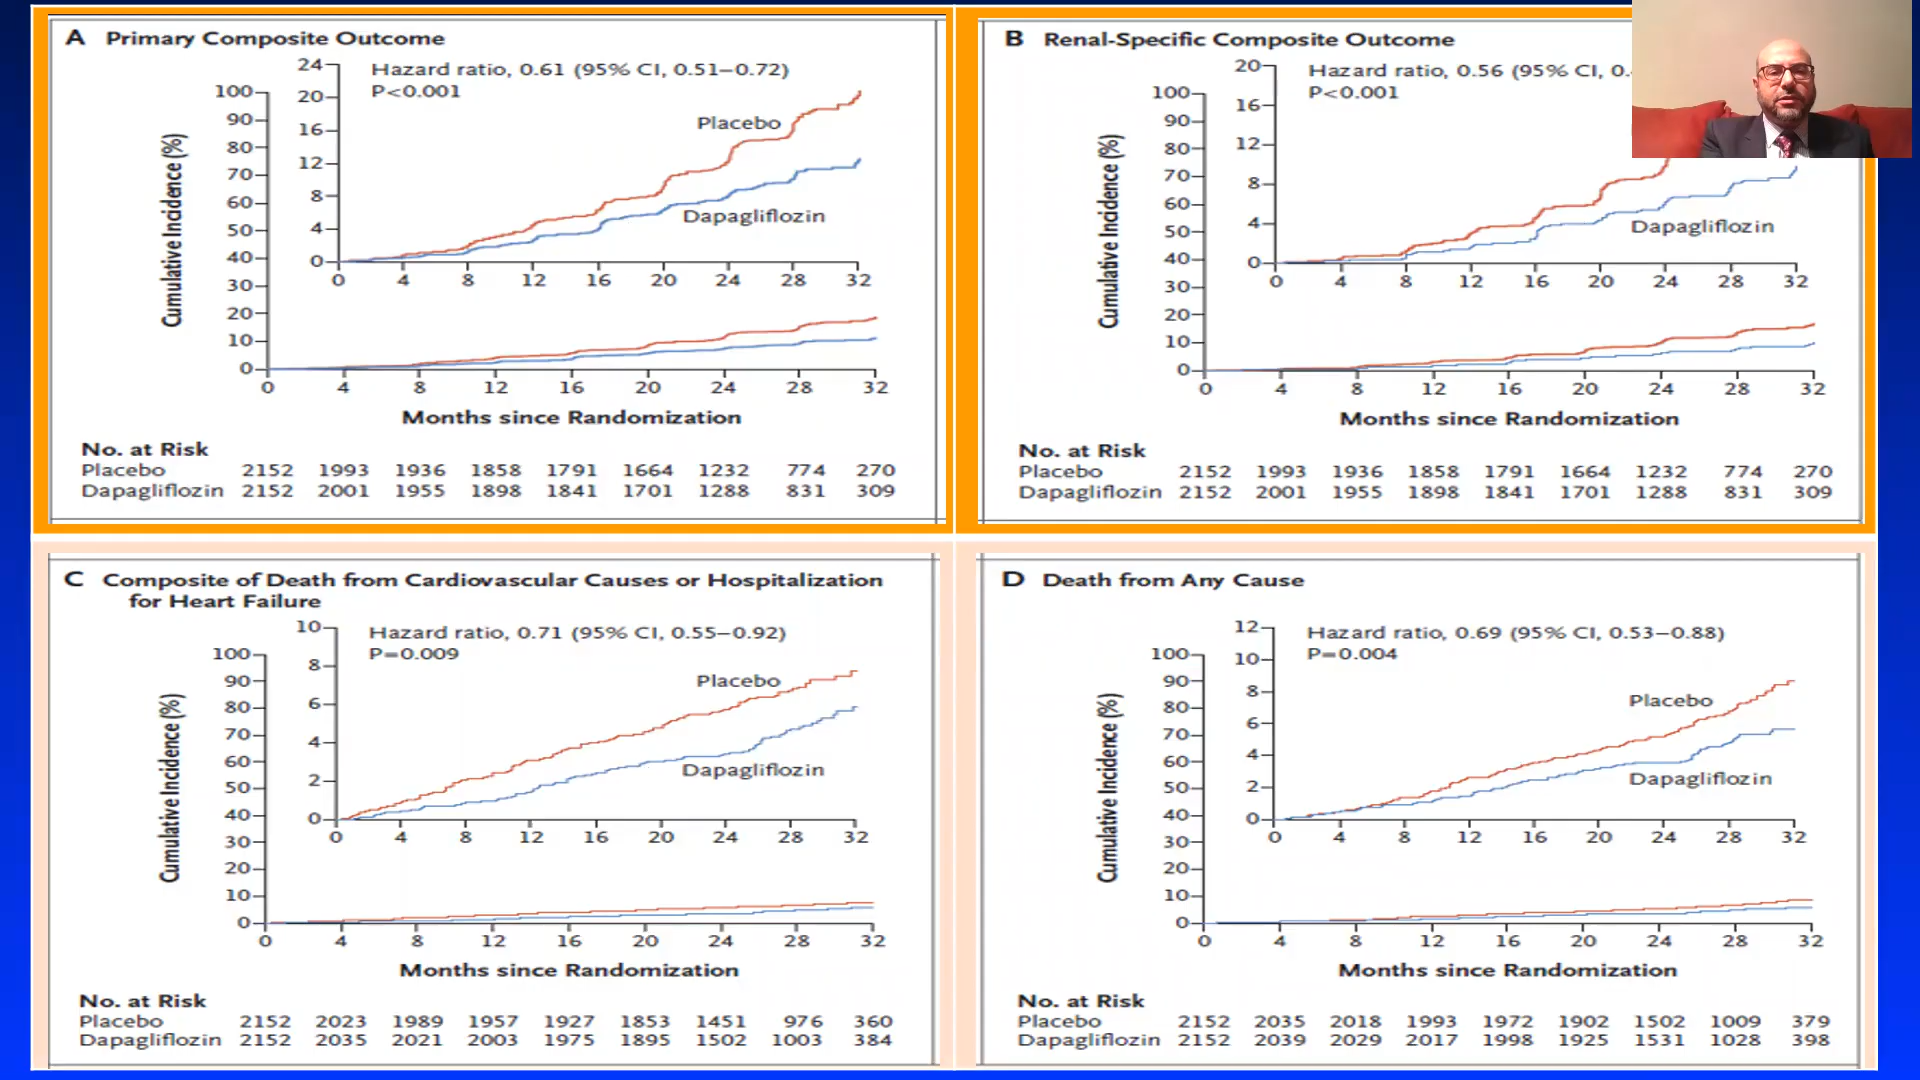 A Primary Composite Outcome
Hazard ratio, 0.61 (95% CI, 0.51–0.72)
P<0.001
24
20
16
12
8
4
0
100
90
80
70
60
50
40
30
20
10
0
Cumulative Incidence (%)
Placebo
Dapagliflozin
0 4 8 12 16 20 24 28 32
0 4 8 12 16 20 24 28 32
Months since Randomization
No. at Risk
Placebo 2152 1993 1936 1858 1791 1664 1232 774 270
Dapagliflozin 2152 2001 1955 1898 1841 1701 1288 831 309
B Renal-Specific Composite Outcome
Hazard ratio, 0.56 (95% CI, 0.
P<0.001
20
16
12
8
4
0
100
90
80
70
60
50
40
30
20
10
0
Cumulative Incidence (%)
Dapagliflozin
0 4 8 12 16 20 24 28 32
0 4 8 12 16 20 24 28 32
Months since Randomization
No. at Risk
Placebo 2152 1993 1936 1858 1791 1664 1232 774 270
Dapagliflozin 2152 2001 1955 1898 1841 1701 1288 831 309
C Composite of Death from Cardiovascular Causes or Hospitalization
for Heart Failure
Hazard ratio, 0.71 (95% CI, 0.55–0.92)
P=0.009
10
8
6
4
2
0
100
90
80
70
60
50
40
30
20
10
0
Cumulative Incidence (%)
Placebo
Dapagliflozin
0 4 8 12 16 20 24 28 32
0 4 8 12 16 20 24 28 32
Months since Randomization
No. at Risk
Placebo 2152 2023 1989 1957 1927 1853 1451 976 360
Dapagliflozin 2152 2035 2021 2003 1975 1895 1502 1003 384
D Death from Any Cause
Hazard ratio, 0.69 (95% CI, 0.53–0.88)
P=0.004
12
10
8
6
4
2
0
100
90
80
70
60
50
40
30
20
10
0
Cumulative Incidence (%)
Placebo
Dapagliflozin
0 4 8 12 16 20 24 28 32
0 4 8 12 16 20 24 28 32
Months since Randomization
No. at Risk
Placebo 2152 2035 2018 1993 1972 1902 1502 1009 379
Dapagliflozin 2152 2039 2029 2017 1998 1925 1531 1028 398